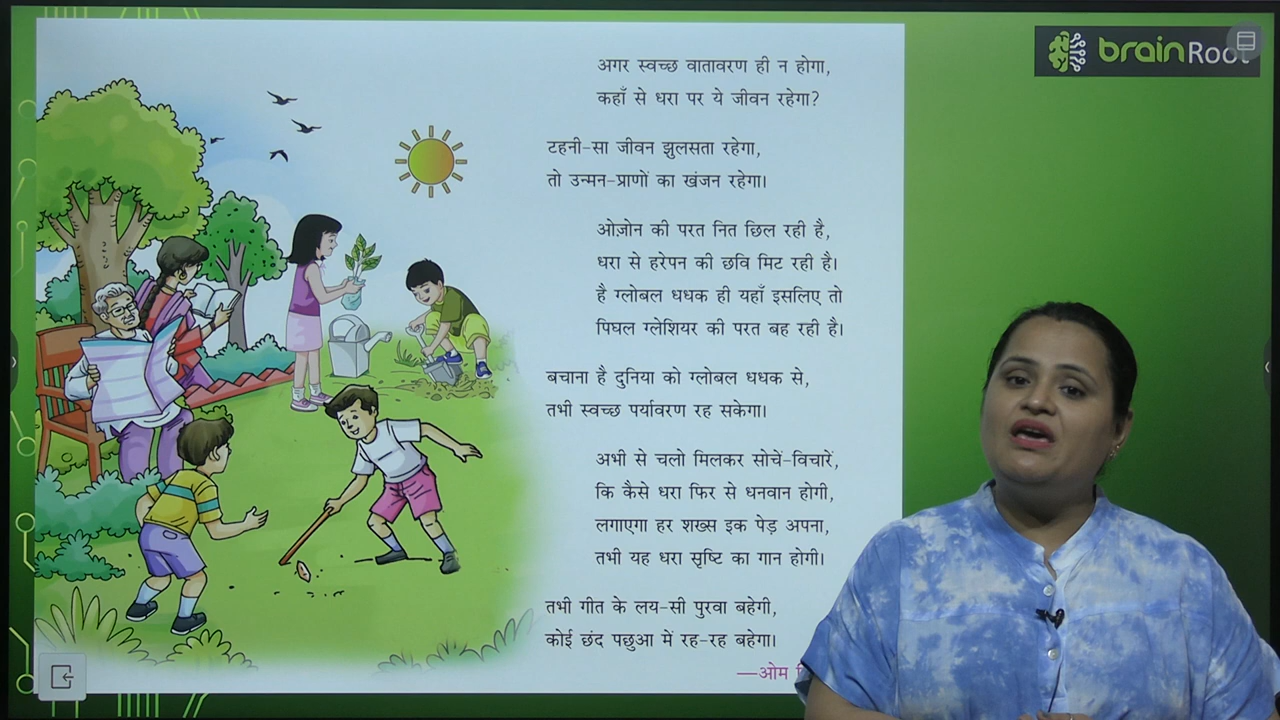 brainRoot
अगर स्वच्छ वातावरण ही न होगा,
कहाँ से धरा पर ये जीवन रहेगा?
टहनी-सा जीवन झुलसता रहेगा,
तो उन्मन-प्राणों का खंजन रहेगा।
ओज़ोन की परत नित छिल रही है,
धरा से हरेपन की छवि मिट रही है।
है ग्लोबल धधक ही यहाँ इसलिए तो
पिघल ग्लेशियर की परत बह रही है।
बचाना है दुनिया को ग्लोबल धधक से,
तभी स्वच्छ पर्यावरण रह सकेगा।
अभी से चलो मिलकर सोचें-विचारें,
कि कैसे धरा फिर से धनवान होगी,
लगाएगा हर शख्स इक पेड़ अपना,
तभी यह धरा सृष्टि का गान होगी।
तभी गीत के लय-सी पुरवा बहेगी,
कोई छंद पछुआ में रह-रह बहेगा।
—ओम